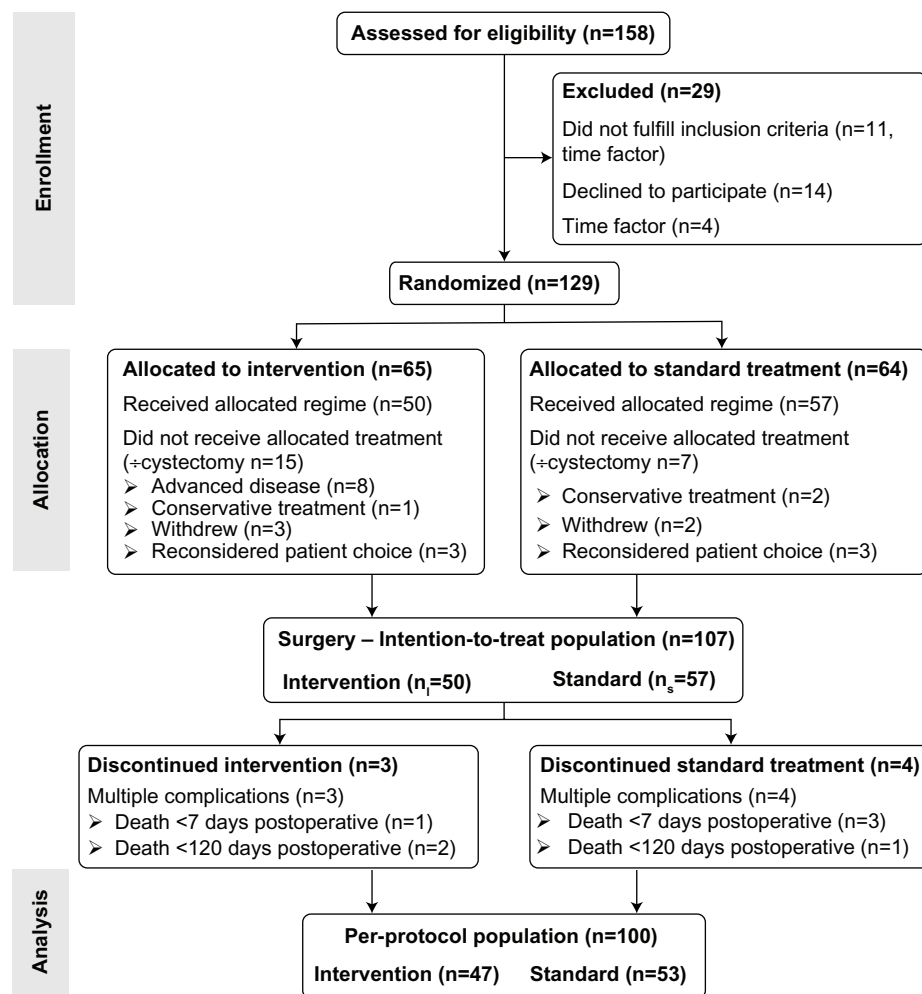 Assessed for eligibility (n=158)
Enrollment
Excluded (n=29)
Did not fulfill inclusion criteria (n=11,
time factor)
Declined to participate (n=14)
Time factor (n=4)
Randomized (n=129)
Allocation
Allocated to intervention (n=65)
Received allocated regime (n=50)
Did not receive allocated treatment
(÷cystectomy n=15)
➢ Advanced disease (n=8)
➢ Conservative treatment (n=1)
➢ Withdrew (n=3)
➢ Reconsidered patient choice (n=3)
Allocated to standard treatment (n=64)
Received allocated regime (n=57)
Did not receive allocated treatment
(÷cystectomy n=7)
➢ Conservative treatment (n=2)
➢ Withdrew (n=2)
➢ Reconsidered patient choice (n=3)
Surgery – Intention-to-treat population (n=107)
Intervention (nI=50) Standard (ns=57)
Discontinued intervention (n=3)
Multiple complications (n=3)
➢ Death <7 days postoperative (n=1)
➢ Death <120 days postoperative (n=2)
Discontinued standard treatment (n=4)
Multiple complications (n=4)
➢ Death <7 days postoperative (n=3)
➢ Death <120 days postoperative (n=1)
Analysis
Per-protocol population (n=100)
Intervention (n=47) Standard (n=53)